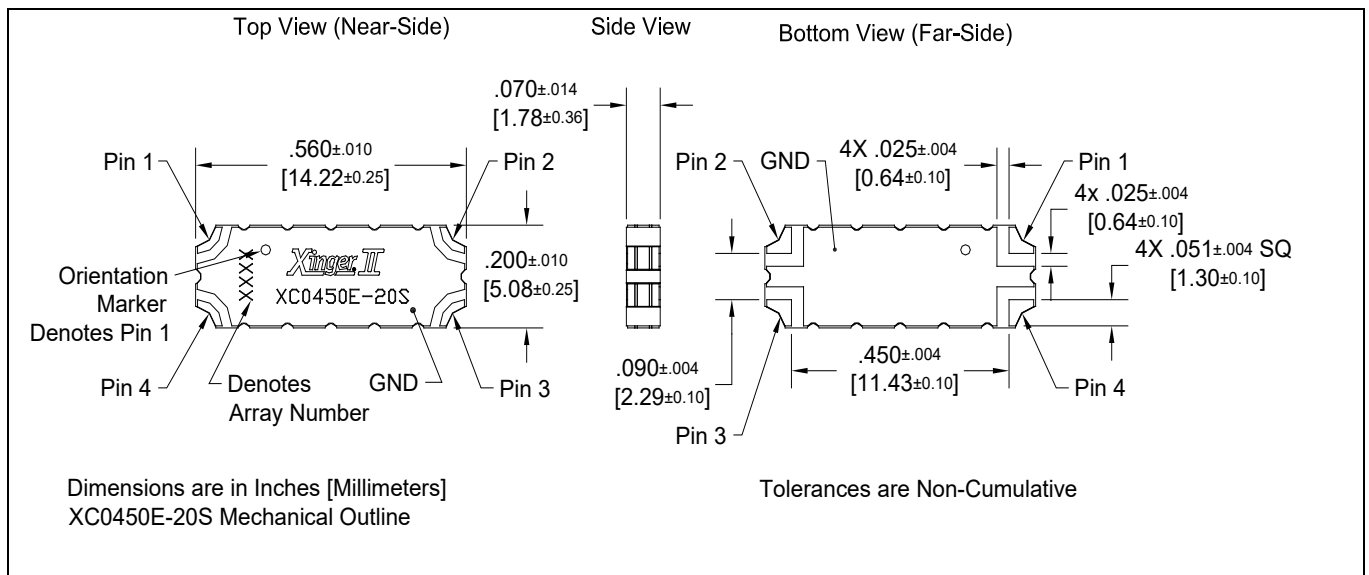 Top View (Near-Side)
Side View
Bottom View (Far-Side)
.070±.014
[1.78±0.36]
Pin 1
.560±.010
[14.22±0.25]
Pin 2
Pin 2
GND
4X .025±.004
[0.64±0.10]
Pin 1
4x .025±.004
[0.64±0.10]
4X .051±.004 SQ
[1.30±0.10]
Orientation
Marker
Denotes Pin 1
XXXX
Xinger II
XC0450E-20S
.200±.010
[5.08±0.25]
Pin 4
Denotes
Array Number
GND
Pin 3
.090±.004
[2.29±0.10]
.450±.004
[11.43±0.10]
Pin 4
Pin 3
Dimensions are in Inches [Millimeters]
XC0450E-20S Mechanical Outline
Tolerances are Non-Cumulative